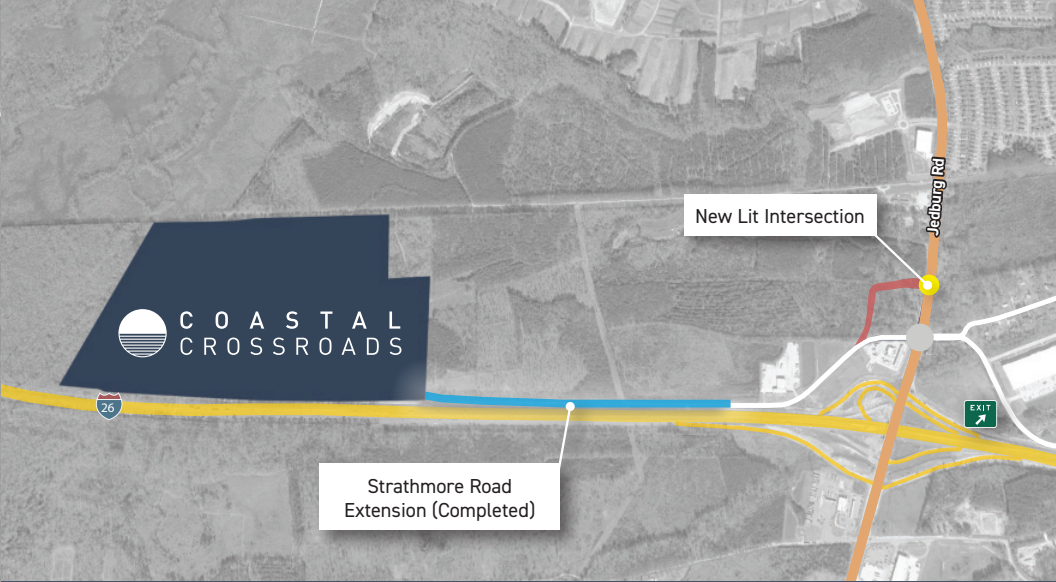 New Lit Intersection
Jedburg Rd
COASTAL
CROSSROADS
26
EXIT
Strathmore Road
Extension (Completed)